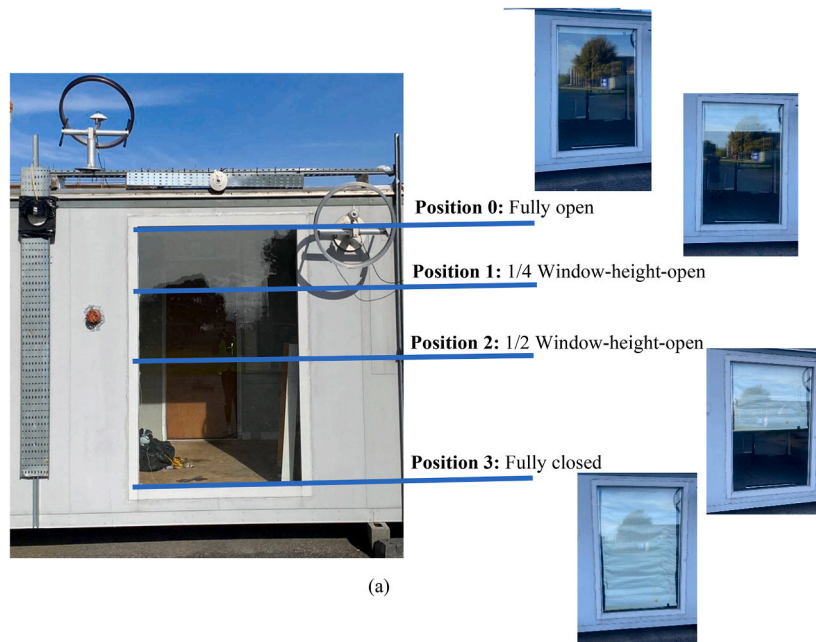 Position 0: Fully open
Position 1: 1/4 Window-height-open
Position 2: 1/2 Window-height-open
Position 3: Fully closed
(a)